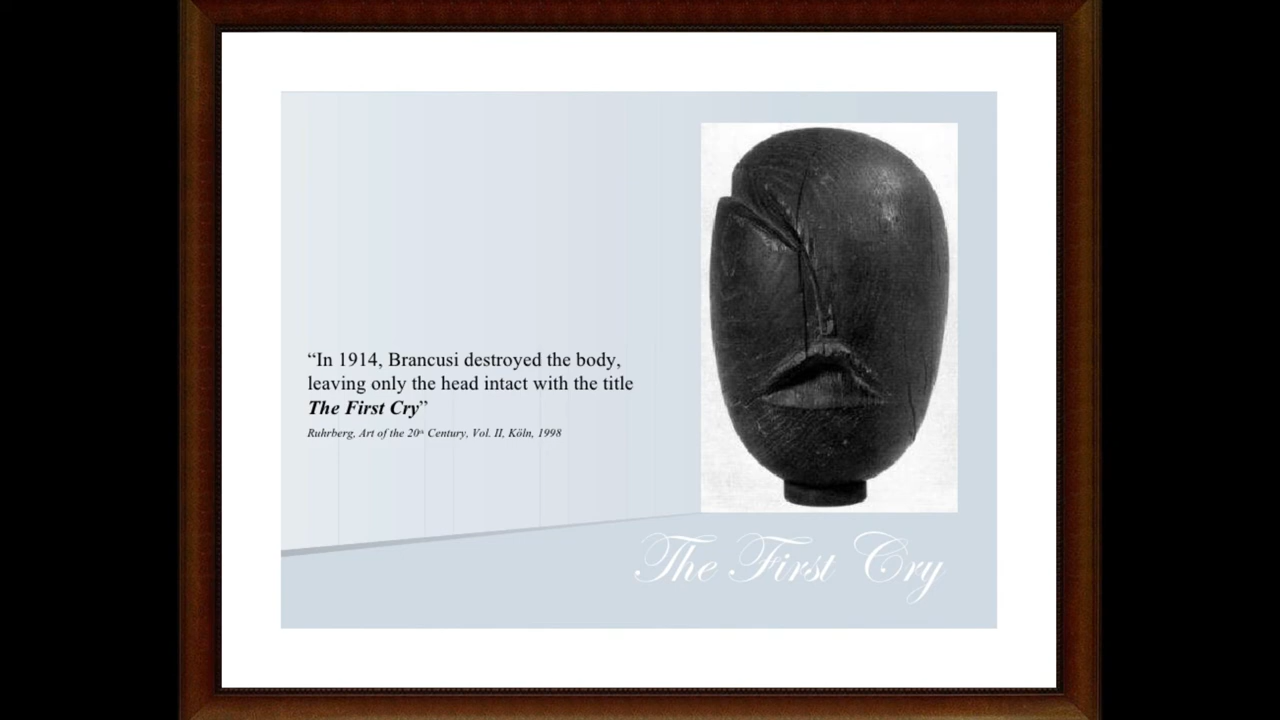 “In 1914, Brancusi destroyed the body,
leaving only the head intact with the title
The First Cry”
Ruhrberg, Art of the 20th Century, Vol. II, Köln, 1998
The First Cry